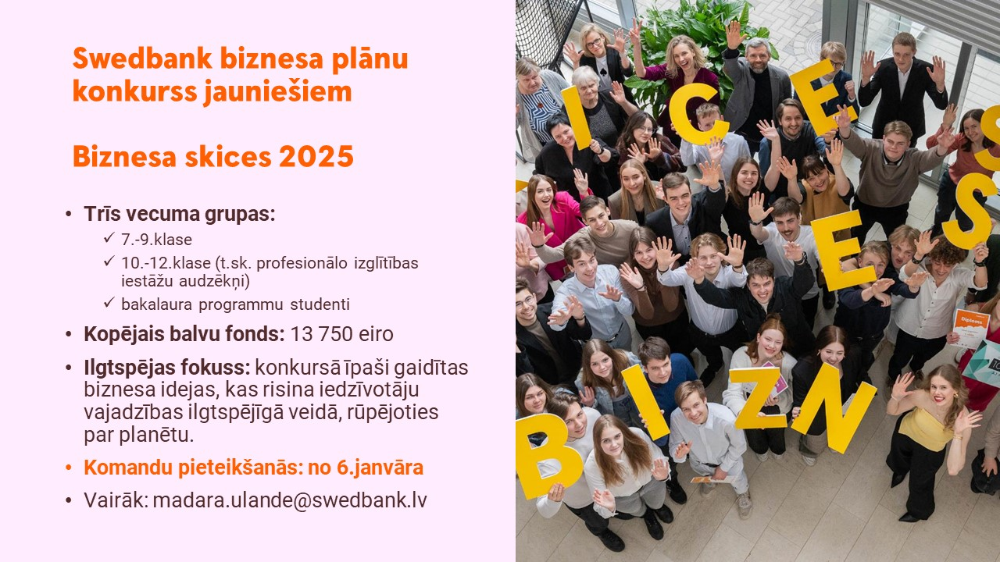 Swedbank biznesa plānu
konkurss jauniešiem
Biznesa skices 2025
• Trīs vecuma grupas:
✓ 7.-9.klase
✓ 10.-12.klase (t.sk. profesionālo izglītības
iestāžu audzēkņi)
✓ bakalaura programmu studenti
• Kopējais balvu fonds: 13 750 eiro
• Ilgtspējas fokuss: konkursā īpaši gaidītas
biznesa idejas, kas risina iedzīvotāju
vajadzības ilgtspējīgā veidā, rūpējoties
par planētu.
• Komandu pieteikšanās: no 6.janvāra
• Vairāk: madara.ulande@swedbank.lv
I C E S
E S
B I Z N
Diploms